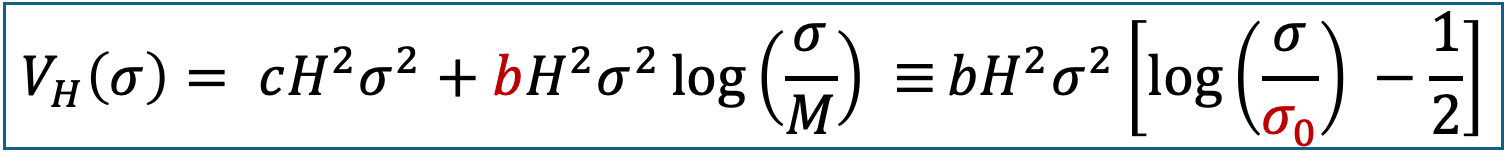 V_H(σ) = cH²σ² + bH²σ² log(σ/M) ≡ bH²σ² [log(σ/σ₀) − 1/2]